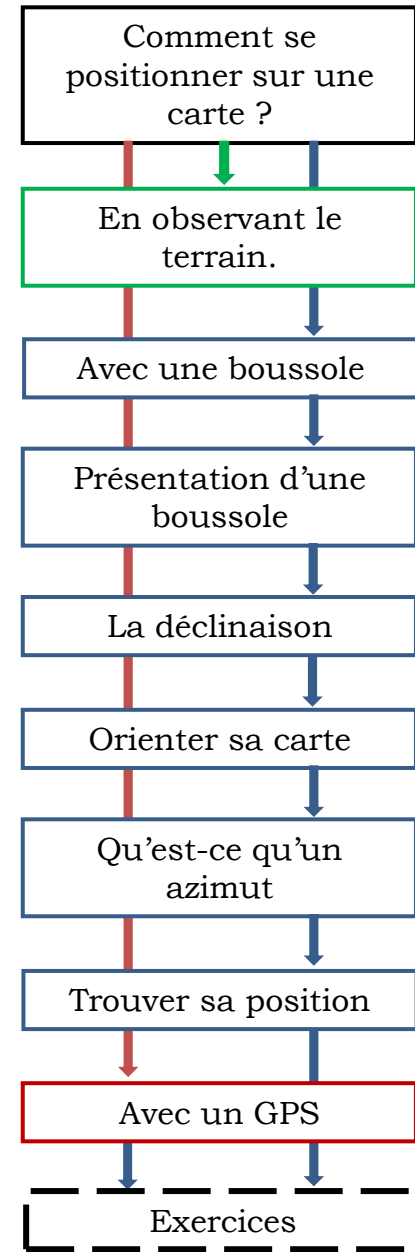 Comment se
positionner sur une
carte ?
En observant le
terrain.
Avec une boussole
Présentation d’une
boussole
La déclinaison
Orienter sa carte
Qu’est-ce qu’un
azimut
Trouver sa position
Avec un GPS
Exercices